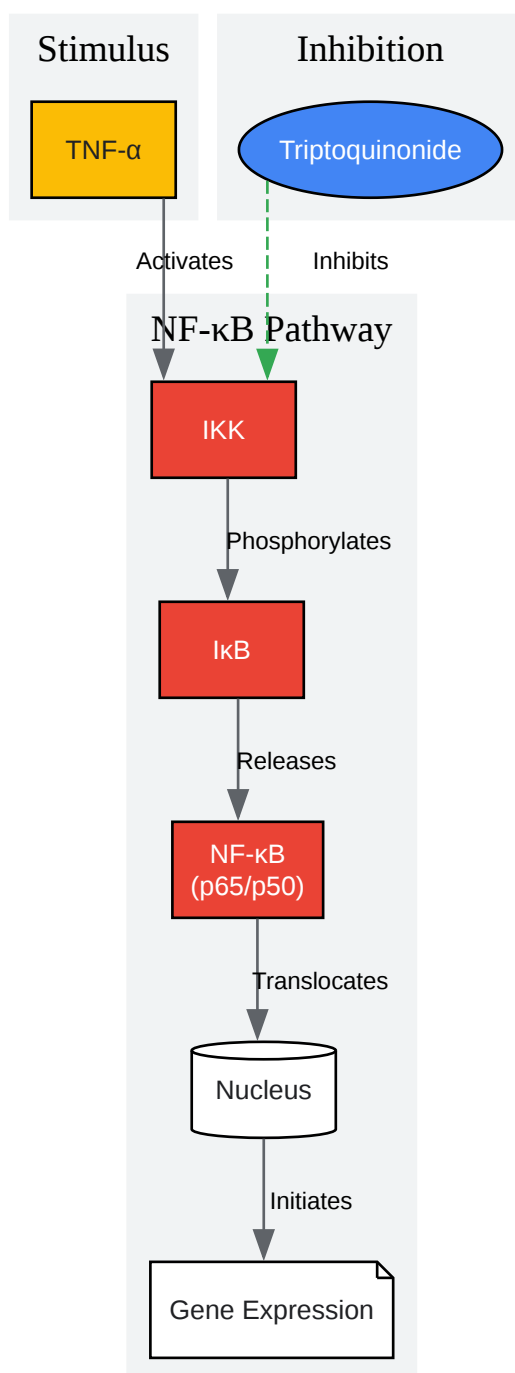 Stimulus
Inhibition
TNF-α
Triptoquinonide
Activates
Inhibits
NF-κB Pathway
IKK
Phosphorylates
IκB
Releases
NF-κB
(p65/p50)
Translocates
Nucleus
Initiates
Gene Expression